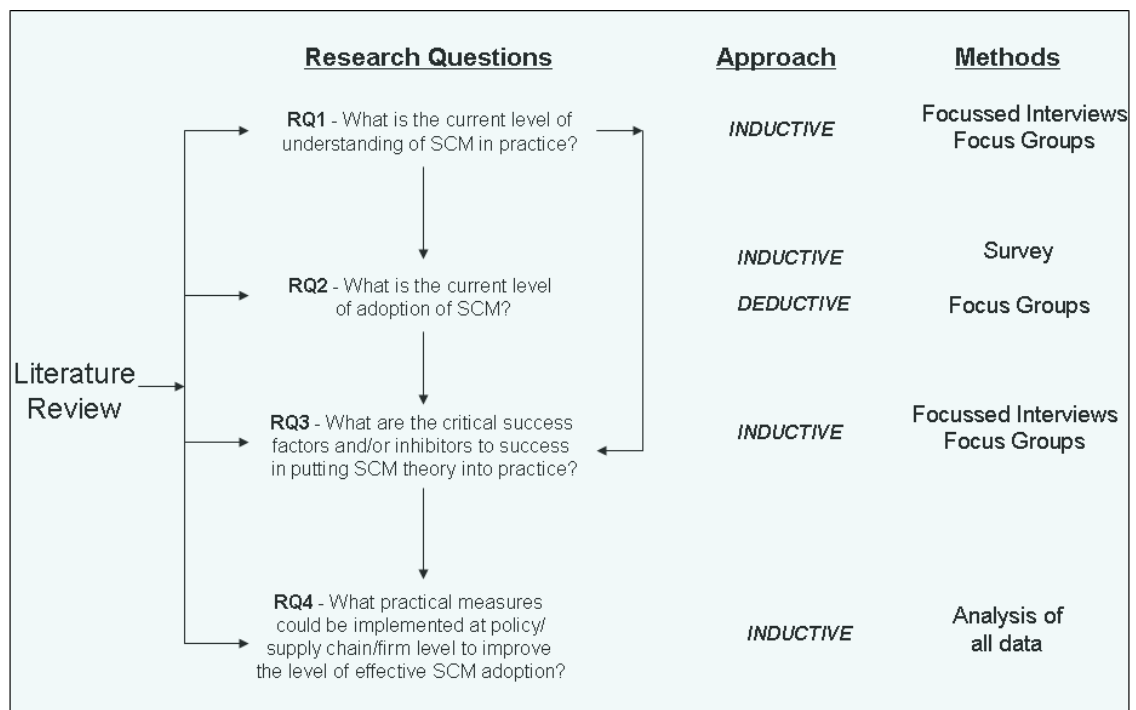 Research Questions Approach Methods
RQ1 - What is the current level of
understanding of SCM in practice?
INDUCTIVE
Focussed Interviews
Focus Groups
INDUCTIVE
Survey
RQ2 - What is the current level
of adoption of SCM?
DEDUCTIVE
Focus Groups
Literature
Review
RQ3 - What are the critical success
factors and/or inhibitors to success
in putting SCM theory into practice?
INDUCTIVE
Focussed Interviews
Focus Groups
RQ4 - What practical measures
could be implemented at policy/
supply chain/firm level to improve
the level of effective SCM adoption?
INDUCTIVE
Analysis of
all data